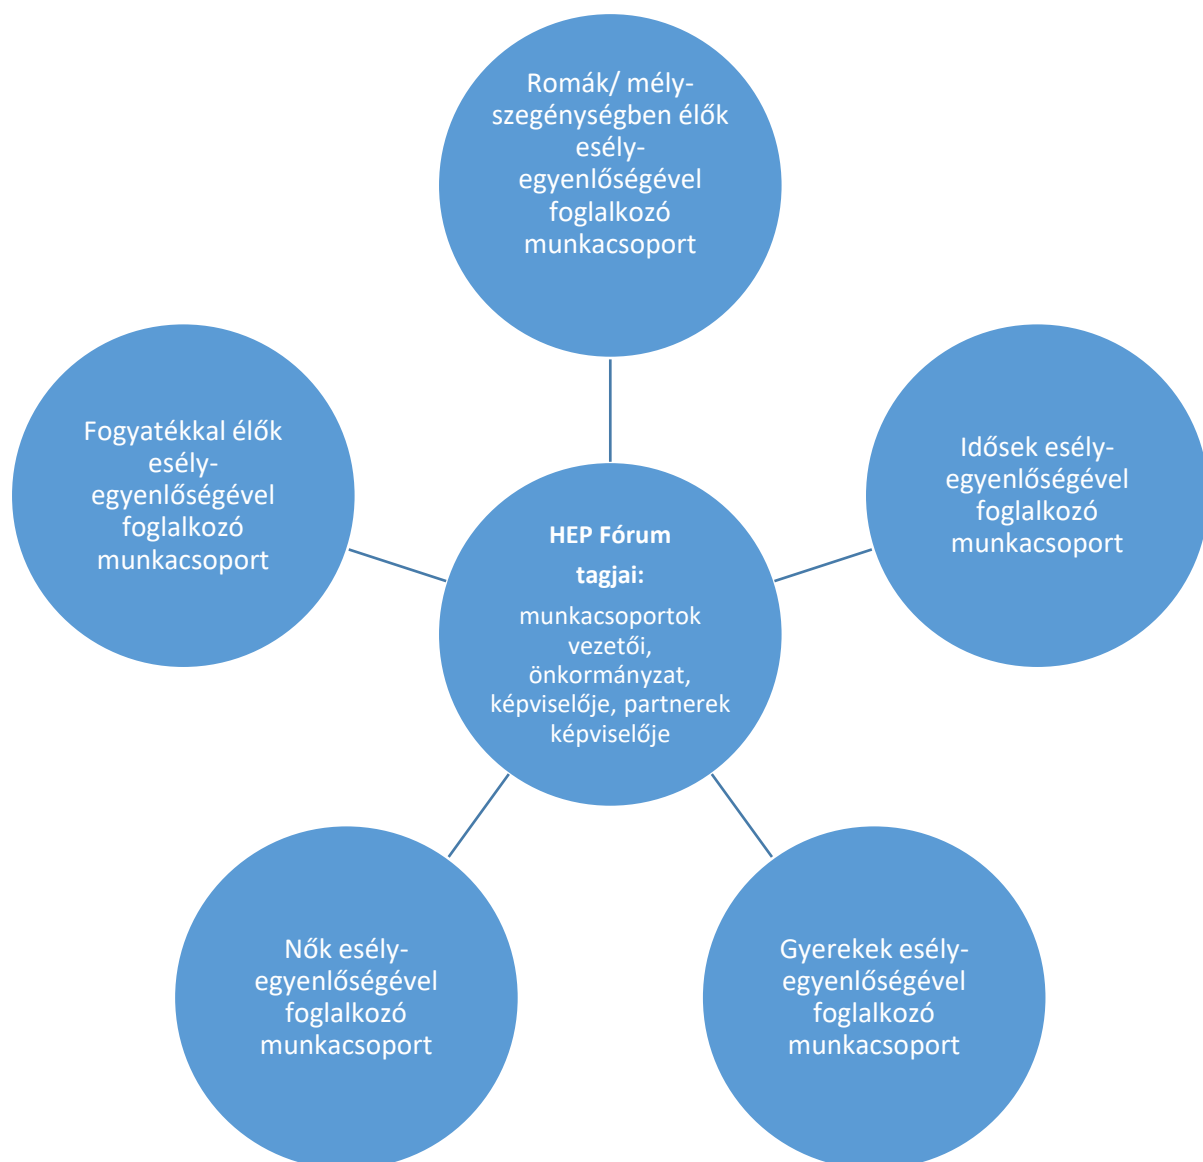 Romák/ mély-
szegénységben élők
esély-
egyenlőségével
foglalkozó
munkacsoport
Fogyatékkal élők
esély-
egyenlőségével
foglalkozó
munkacsoport
Idősek esély-
egyenlőségével
foglalkozó
munkacsoport
HEP Fórum
tagjai:
munkacsoportok
vezetői,
önkormányzat,
képviselője, partnerek
képviselője
Nők esély-
egyenlőségével
foglalkozó
munkacsoport
Gyerekek esély-
egyenlőségével
foglalkozó
munkacsoport